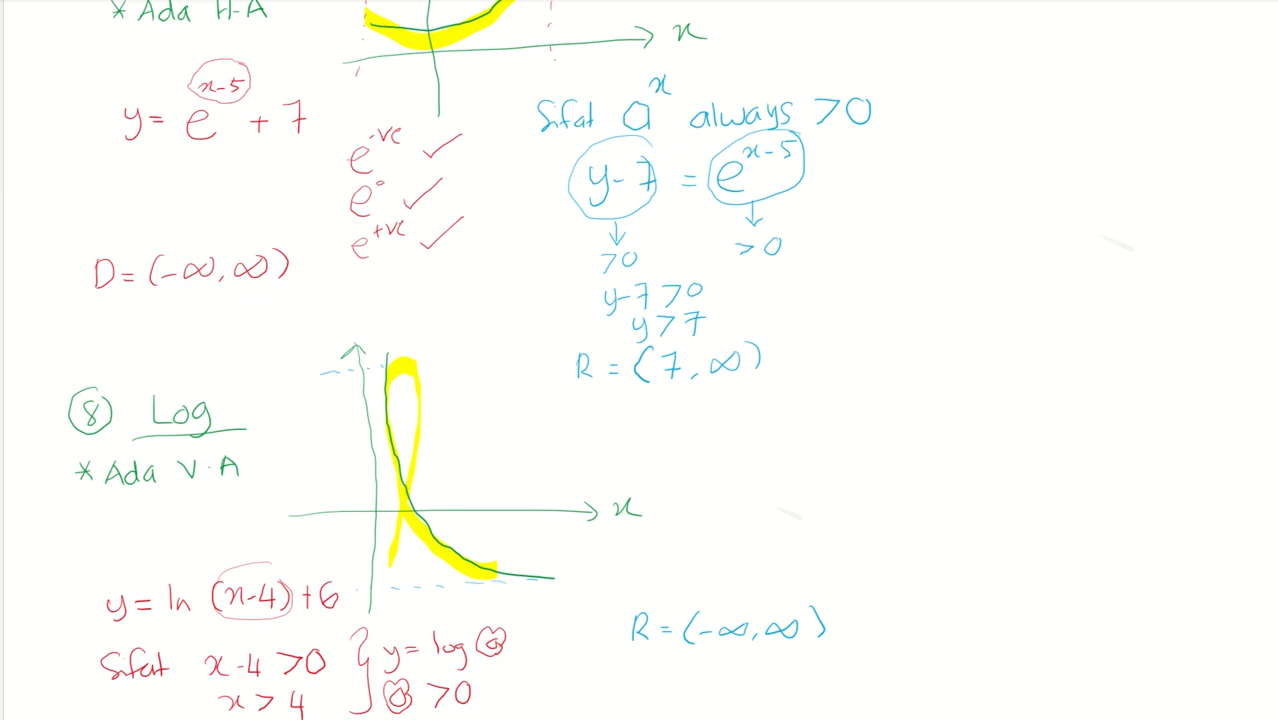 * Ada H·A
x
y = e^(x-5) + 7
e^-ve ✓
e^0 ✓
e^+ve ✓
D = (-∞, ∞)
Sifat a^x always >0
y-7 = e^(x-5)
>0
>0
y-7 >0
y > 7
R = (7, ∞)
8 Log
* Ada V·A
x
y = ln (x-4) + 6
Sifat x-4 >0
x > 4
y = log a
a >0
R = (-∞, ∞)